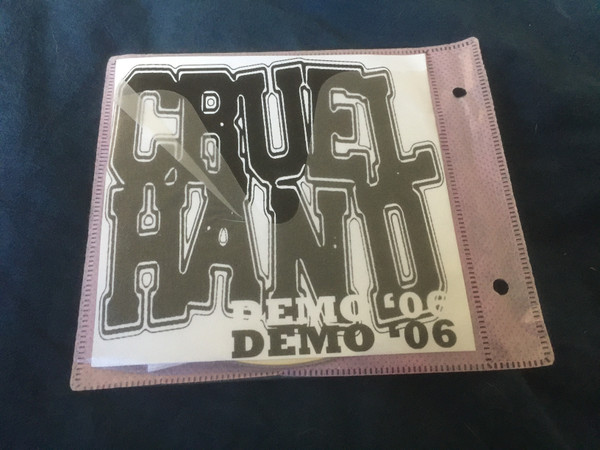 CRUEL
HAND
DEMO ‘06
DEMO ‘06